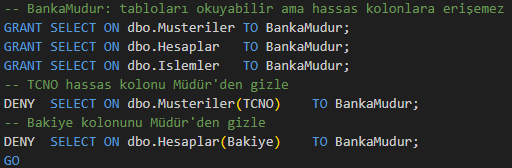 -- BankaMudur: tabloları okuyabilir ama hassas kolonlara erişemez
GRANT SELECT ON dbo.Musteriler TO BankaMudur;
GRANT SELECT ON dbo.Hesaplar   TO BankaMudur;
GRANT SELECT ON dbo.Islemler   TO BankaMudur;
-- TCNO hassas kolonu Müdür'den gizle
DENY  SELECT ON dbo.Musteriler(TCNO)    TO BankaMudur;
-- Bakiye kolonunu Müdür'den gizle
DENY  SELECT ON dbo.Hesaplar(Bakiye)    TO BankaMudur;
GO